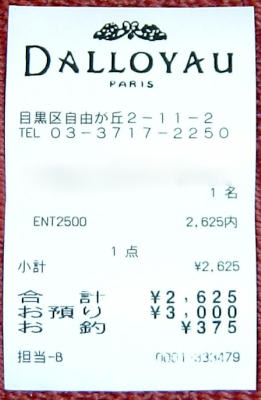 DALLOYAU
PARIS
目黒区自由が丘2-11-2
TEL 03-3717-2250
1名
ENT2500 2,625内
1点
小計 ¥2,625
合計 ¥2,625
お預り ¥3,000
お釣 ¥375
担当-B 0001-333479